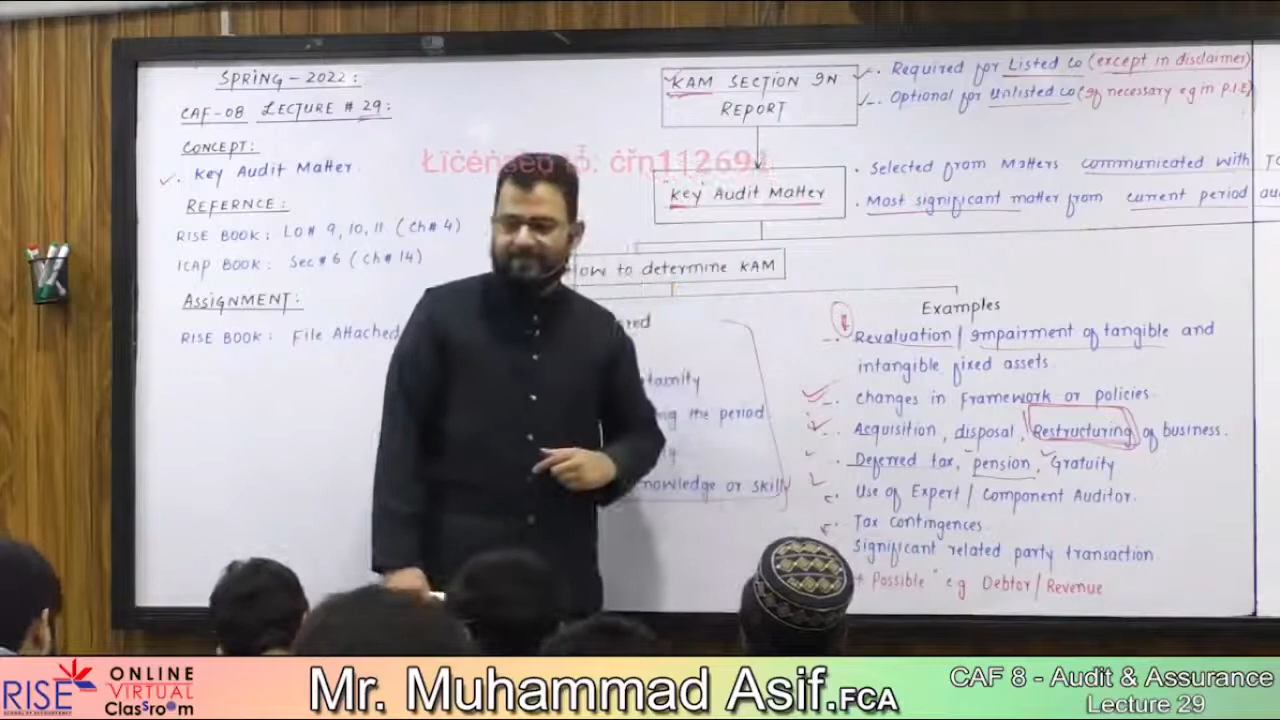 SPRING - 2022:
CAF-08 LECTURE # 29:
CONCEPT:
Key Audit Matter
REFERNCE:
RISE BOOK: LO# 9, 10, 11 (Ch# 4)
ICAP BOOK: Sec # 6 (Ch# 14)
ASSIGNMENT:
RISE BOOK: File Attached
KAM SECTION IN
REPORT
. Required for Listed Co (except in disclaimer)
. Optional for Unlisted Co (if necessary eg in P.I.E)
"Key" Audit Matter
. Selected from Matters communicated with
. Most significant matter from current period
How to determine KAM
the period
knowledge or skill
Examples
. Revaluation / Impairment of tangible and
intangible fixed assets
. Changes in Framework or policies
. Acquisition, disposal, Restructuring of business.
. Deferred tax, pension, Gratuity
. Use of Expert / Component Auditor.
. Tax contingences
Significant related party transaction
+ Possible e.g Debtor / Revenue
RISE
ONLINE
VIRTUAL
Classroom
Mr. Muhammad Asif.FCA
CAF 8 - Audit & Assurance
Lecture 29